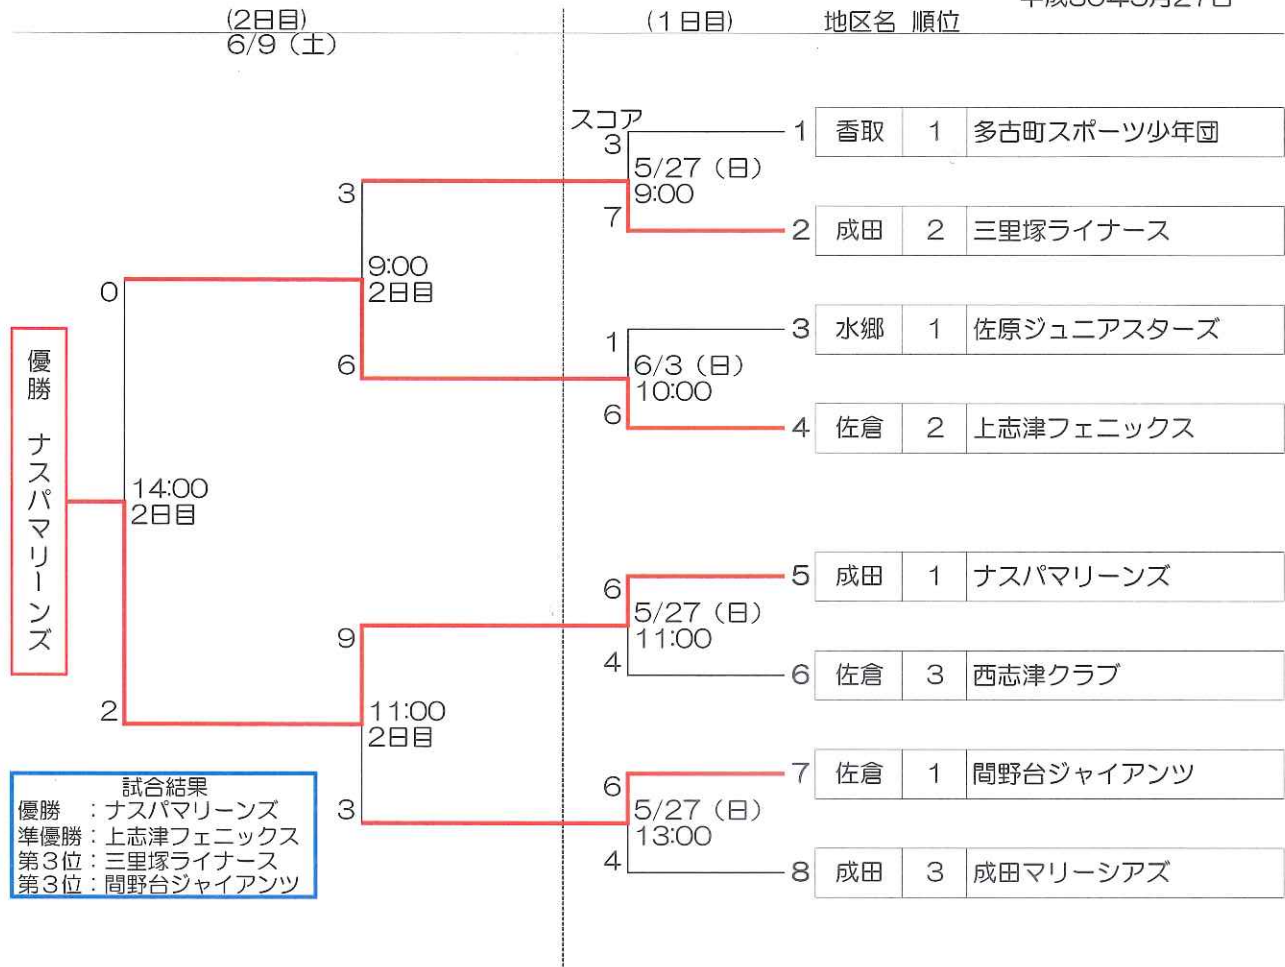 平成30年5月27日
(2日目) (1日目) 地区名 順位
6/9（土）
スコア
3 1 香取 1 多古町スポーツ少年団
5/27（日）
9:00
3
7 2 成田 2 三里塚ライナース
9:00
2日目
0
1 3 水郷 1 佐原ジュニアスターズ
6/3（日）
10:00
6
6 4 佐倉 2 上志津フェニックス
優勝 ナスパマリーンズ
14:00
2日目
6 5 成田 1 ナスパマリーンズ
5/27（日）
11:00
9
4 6 佐倉 3 西志津クラブ
2
11:00
2日目
6 7 佐倉 1 間野台ジャイアンツ
5/27（日）
13:00
3
4 8 成田 3 成田マリーシアズ
試合結果
優勝　：ナスパマリーンズ
準優勝：上志津フェニックス
第3位：三里塚ライナース
第3位：間野台ジャイアンツ